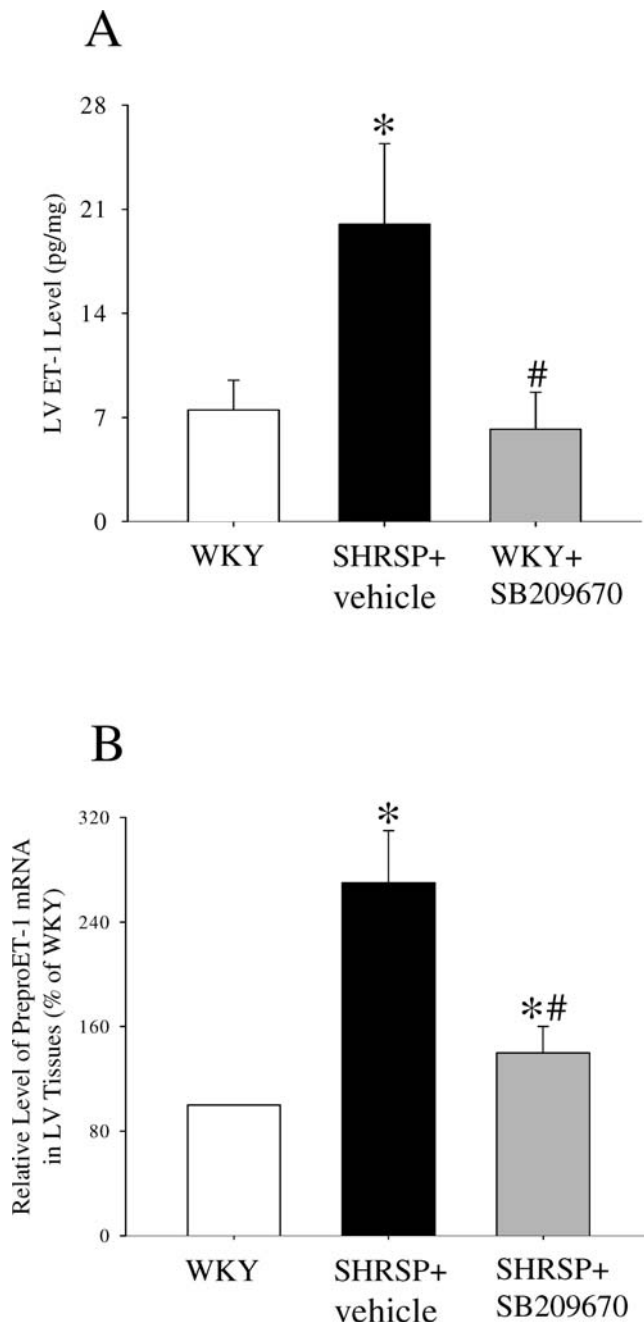 A
LV ET-1 Level (pg/mg)
28
21
14
7
0
*
#
WKY
SHRSP+
vehicle
WKY+
SB209670
B
Relative Level of PreproET-1 mRNA
in LV Tissues (% of WKY)
320
240
160
80
0
*
*#
WKY
SHRSP+
vehicle
SHRSP+
SB209670